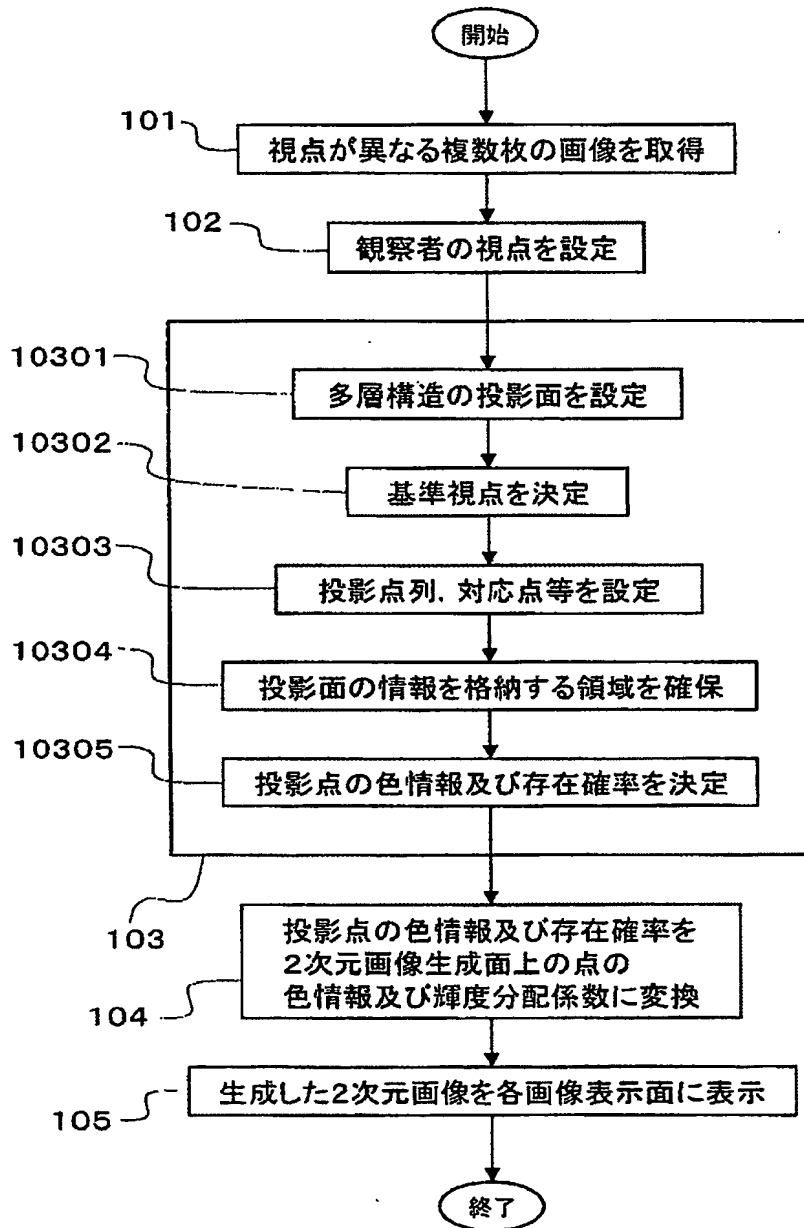 開始
101
視点が異なる複数枚の画像を取得
102
観察者の視点を設定
10301
多層構造の投影面を設定
10302
基準視点を決定
10303
投影点列, 対応点等を設定
10304
投影面の情報を格納する領域を確保
10305
投影点の色情報及び存在確率を決定
103
投影点の色情報及び存在確率を
2次元画像生成面上の点の
色情報及び輝度分配係数に変換
104
生成した2次元画像を各画像表示面に表示
105
終了